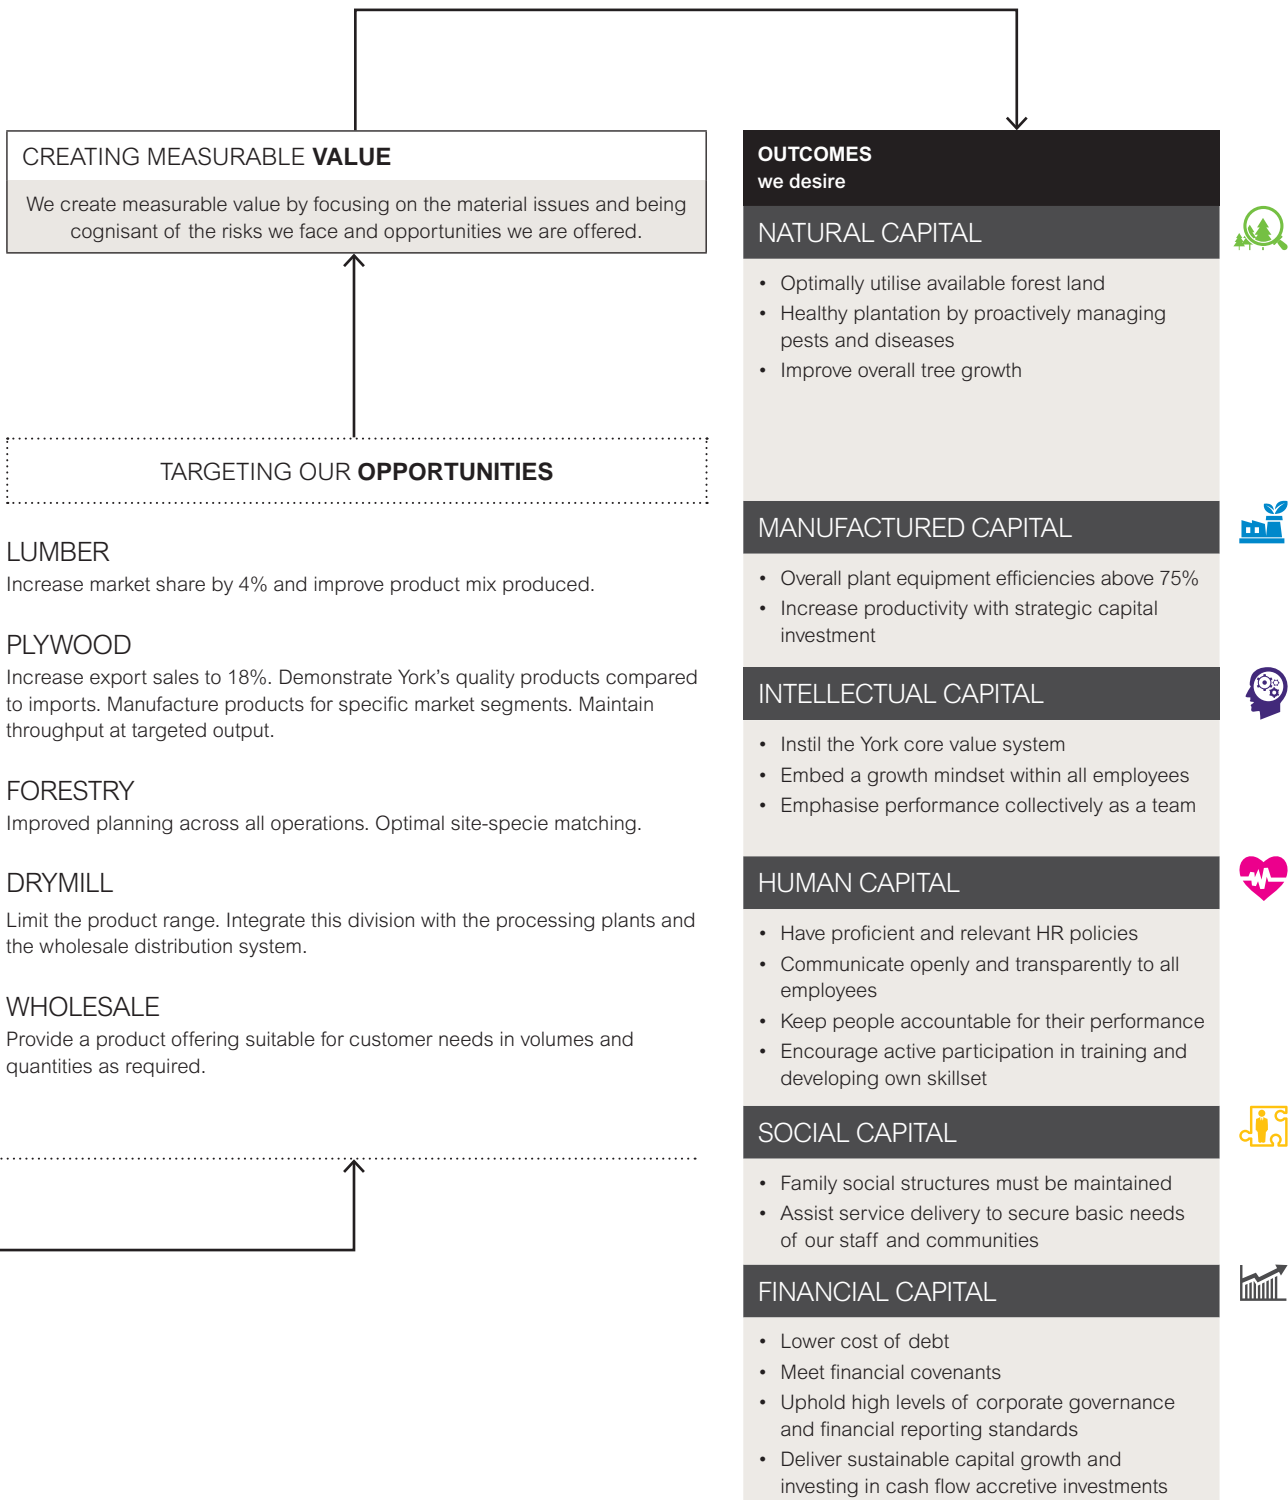 CREATING MEASURABLE VALUE
We create measurable value by focusing on the material issues and being
cognisant of the risks we face and opportunities we are offered.
TARGETING OUR OPPORTUNITIES
LUMBER
Increase market share by 4% and improve product mix produced.
PLYWOOD
Increase export sales to 18%. Demonstrate York's quality products compared
to imports. Manufacture products for specific market segments. Maintain
throughput at targeted output.
FORESTRY
Improved planning across all operations. Optimal site-specie matching.
DRYMILL
Limit the product range. Integrate this division with the processing plants and
the wholesale distribution system.
WHOLESALE
Provide a product offering suitable for customer needs in volumes and
quantities as required.
OUTCOMES
we desire
NATURAL CAPITAL
• Optimally utilise available forest land
• Healthy plantation by proactively managing
pests and diseases
• Improve overall tree growth
MANUFACTURED CAPITAL
• Overall plant equipment efficiencies above 75%
• Increase productivity with strategic capital
investment
INTELLECTUAL CAPITAL
• Instil the York core value system
• Embed a growth mindset within all employees
• Emphasise performance collectively as a team
HUMAN CAPITAL
• Have proficient and relevant HR policies
• Communicate openly and transparently to all
employees
• Keep people accountable for their performance
• Encourage active participation in training and
developing own skillset
SOCIAL CAPITAL
• Family social structures must be maintained
• Assist service delivery to secure basic needs
of our staff and communities
FINANCIAL CAPITAL
• Lower cost of debt
• Meet financial covenants
• Uphold high levels of corporate governance
and financial reporting standards
• Deliver sustainable capital growth and
investing in cash flow accretive investments